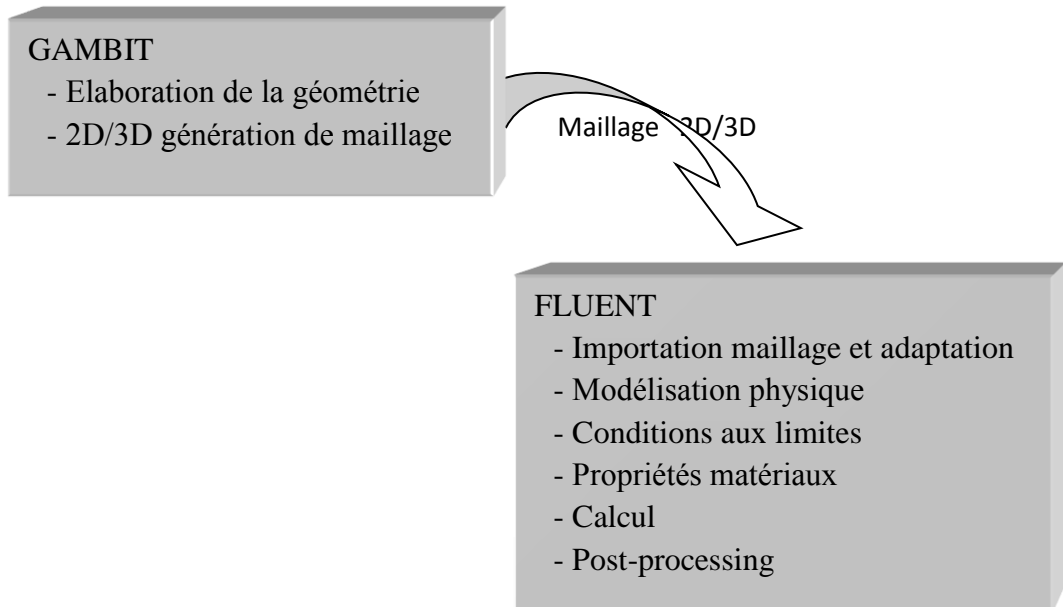 GAMBIT
- Elaboration de la géométrie
- 2D/3D génération de maillage
Maillage 2D/3D
FLUENT
- Importation maillage et adaptation
- Modélisation physique
- Conditions aux limites
- Propriétés matériaux
- Calcul
- Post-processing